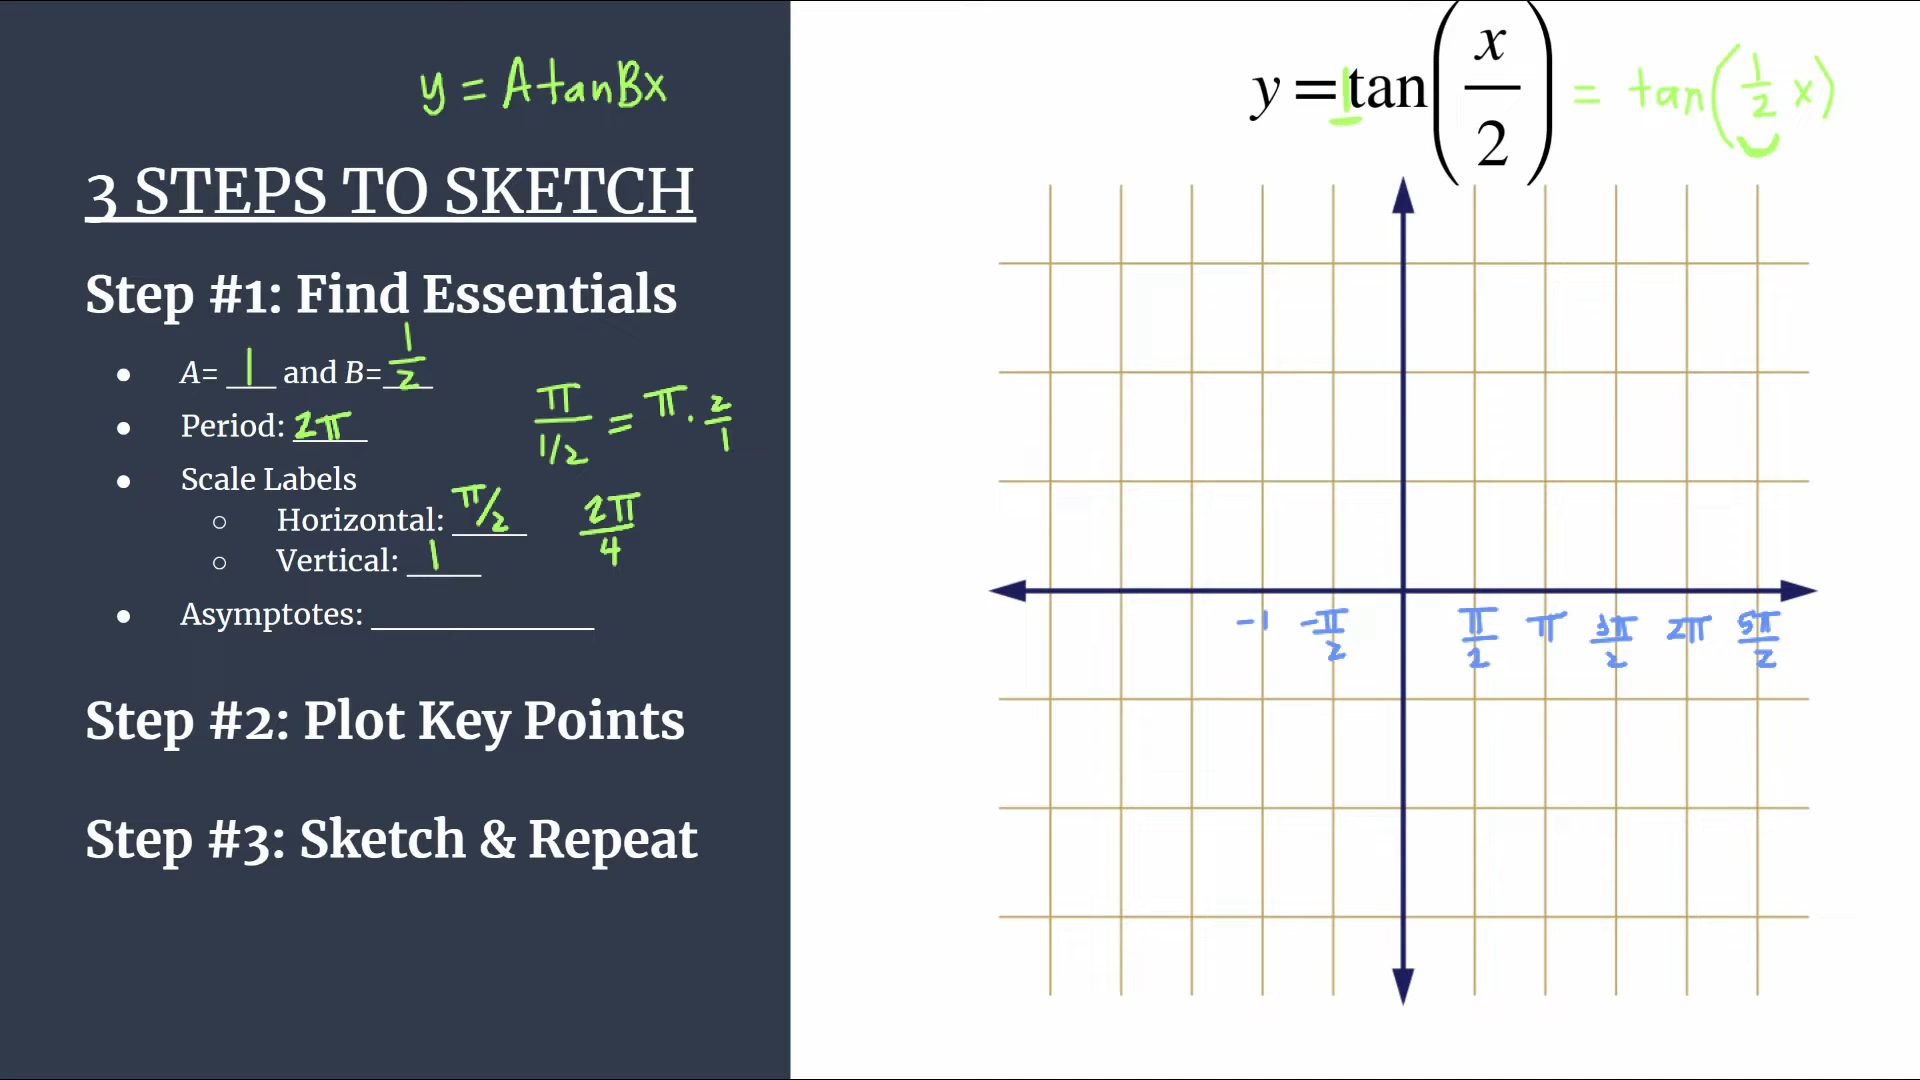 y = AtanBx
3 STEPS TO SKETCH
Step #1: Find Essentials
● A= 1 and B= 1/2
● Period: 2π
π/(1/2) = π · 2/1
● Scale Labels
○ Horizontal: π/2
2π/4
○ Vertical: 1
● Asymptotes: ______________
Step #2: Plot Key Points
Step #3: Sketch & Repeat
y = 1tan(x/2) = tan(1/2 x)
-1 -π/2 π/2 π 3π/2 2π 5π/2